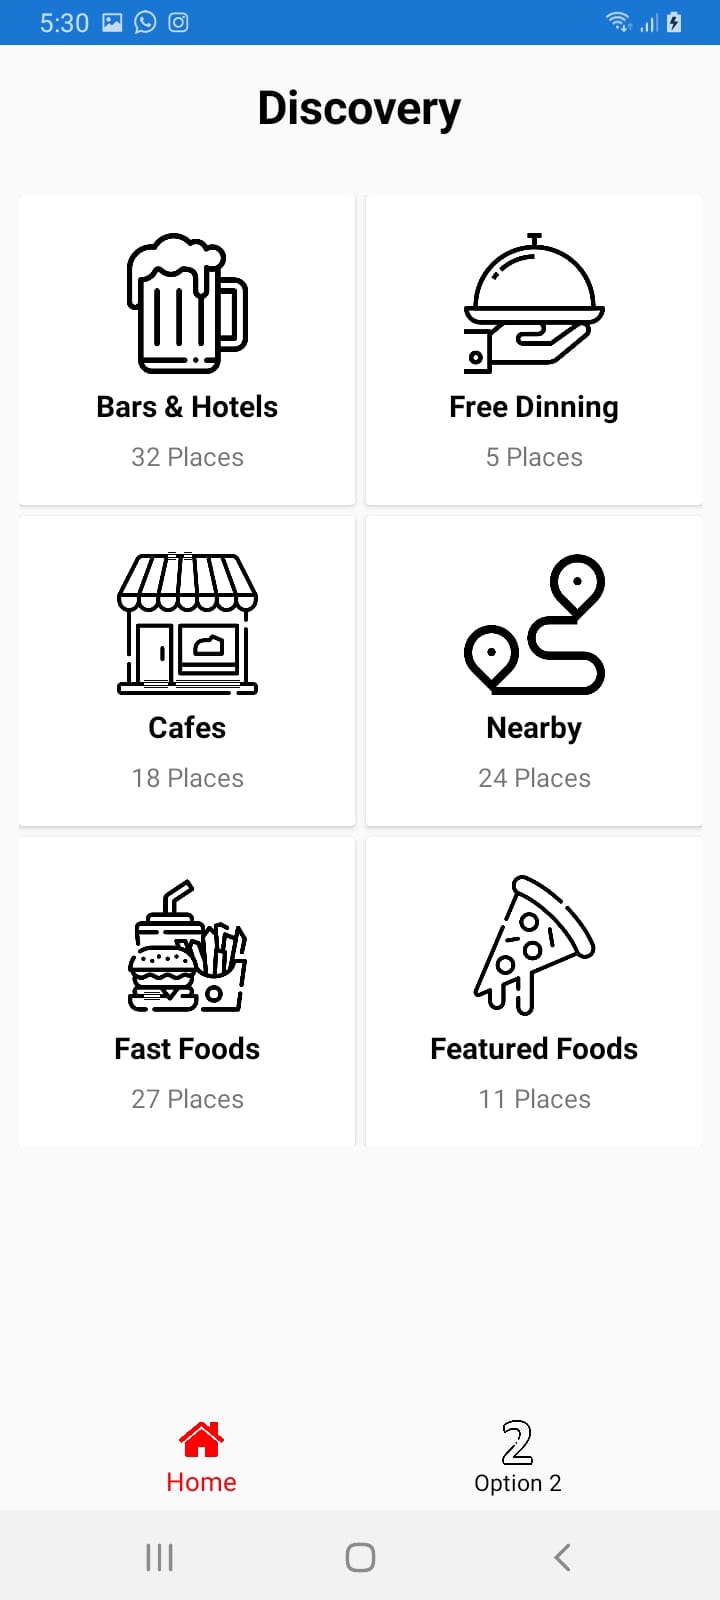 5:30
Discovery
Bars & Hotels
32 Places
Free Dinning
5 Places
Cafes
18 Places
Nearby
24 Places
Fast Foods
27 Places
Featured Foods
11 Places
2
Home
Option 2